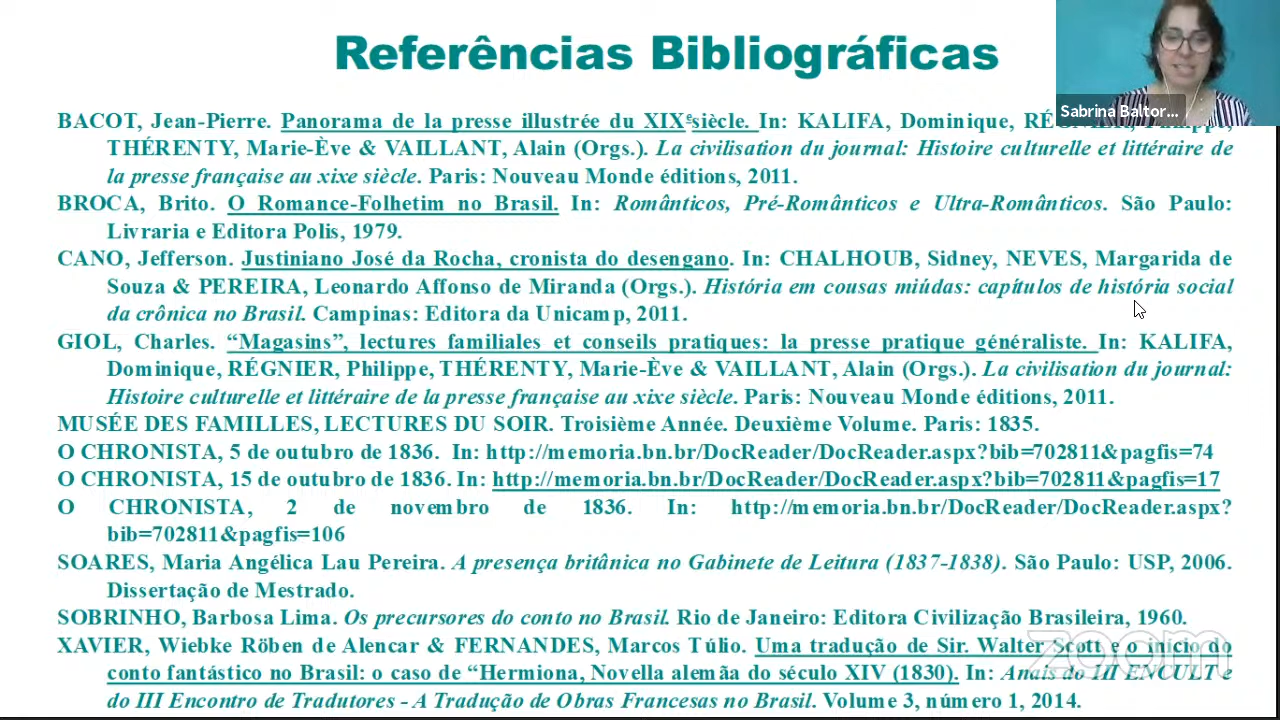 Referências Bibliográficas
Sabrina Baltor...
BACOT, Jean-Pierre. Panorama de la presse illustrée du XIXe siècle. In: KALIFA, Dominique,
THÉRENTY, Marie-Ève & VAILLANT, Alain (Orgs.). La civilisation du journal: Histoire culturelle et littéraire de
la presse française au xixe siècle. Paris: Nouveau Monde éditions, 2011.
BROCA, Brito. O Romance-Folhetim no Brasil. In: Românticos, Pré-Românticos e Ultra-Românticos. São Paulo:
Livraria e Editora Polis, 1979.
CANO, Jefferson. Justiniano José da Rocha, cronista do desengano. In: CHALHOUB, Sidney, NEVES, Margarida de
Souza & PEREIRA, Leonardo Affonso de Miranda (Orgs.). História em cousas miúdas: capítulos de história social
da crônica no Brasil. Campinas: Editora da Unicamp, 2011.
GIOL, Charles. “Magasins”, lectures familiales et conseils pratiques: la presse pratique généraliste. In: KALIFA,
Dominique, RÉGNIER, Philippe, THÉRENTY, Marie-Ève & VAILLANT, Alain (Orgs.). La civilisation du journal:
Histoire culturelle et littéraire de la presse française au xixe siècle. Paris: Nouveau Monde éditions, 2011.
MUSÉE DES FAMILLES, LECTURES DU SOIR. Troisième Année. Deuxième Volume. Paris: 1835.
O CHRONISTA, 5 de outubro de 1836. In: http://memoria.bn.br/DocReader/DocReader.aspx?bib=702811&pagfis=74
O CHRONISTA, 15 de outubro de 1836. In: http://memoria.bn.br/DocReader/DocReader.aspx?bib=702811&pagfis=17
O CHRONISTA, 2 de novembro de 1836. In: http://memoria.bn.br/DocReader/DocReader.aspx?
bib=702811&pagfis=106
SOARES, Maria Angélica Lau Pereira. A presença britânica no Gabinete de Leitura (1837-1838). São Paulo: USP, 2006.
Dissertação de Mestrado.
SOBRINHO, Barbosa Lima. Os precursores do conto no Brasil. Rio de Janeiro: Editora Civilização Brasileira, 1960.
XAVIER, Wiebke Röben de Alencar & FERNANDES, Marcos Túlio. Uma tradução de Sir. Walter Scott e o início do
conto fantástico no Brasil: o caso de “Hermiona, Novella alemãa do século XIV (1830). In: Anais do III ENCULT e
do III Encontro de Tradutores - A Tradução de Obras Francesas no Brasil. Volume 3, número 1, 2014.
zoom